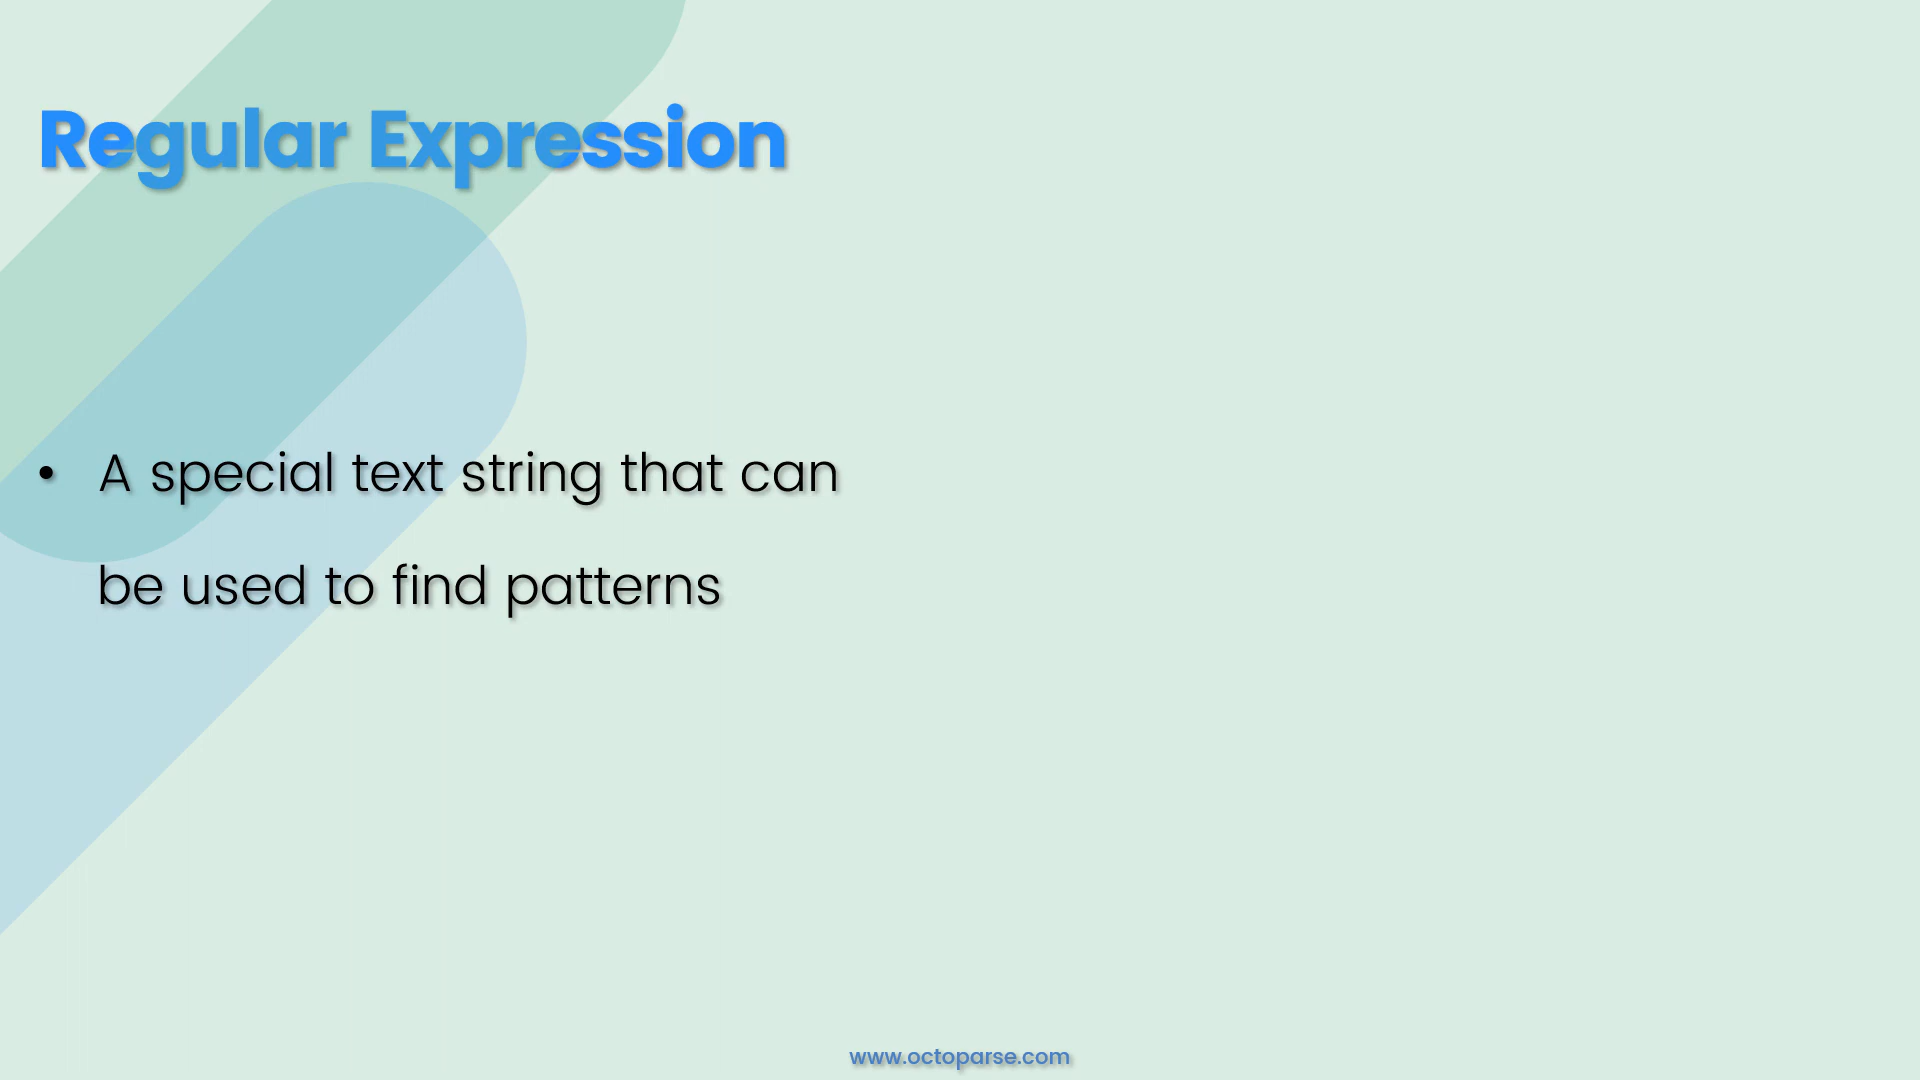 Regular Expression
• A special text string that can
be used to find patterns
www.octoparse.com